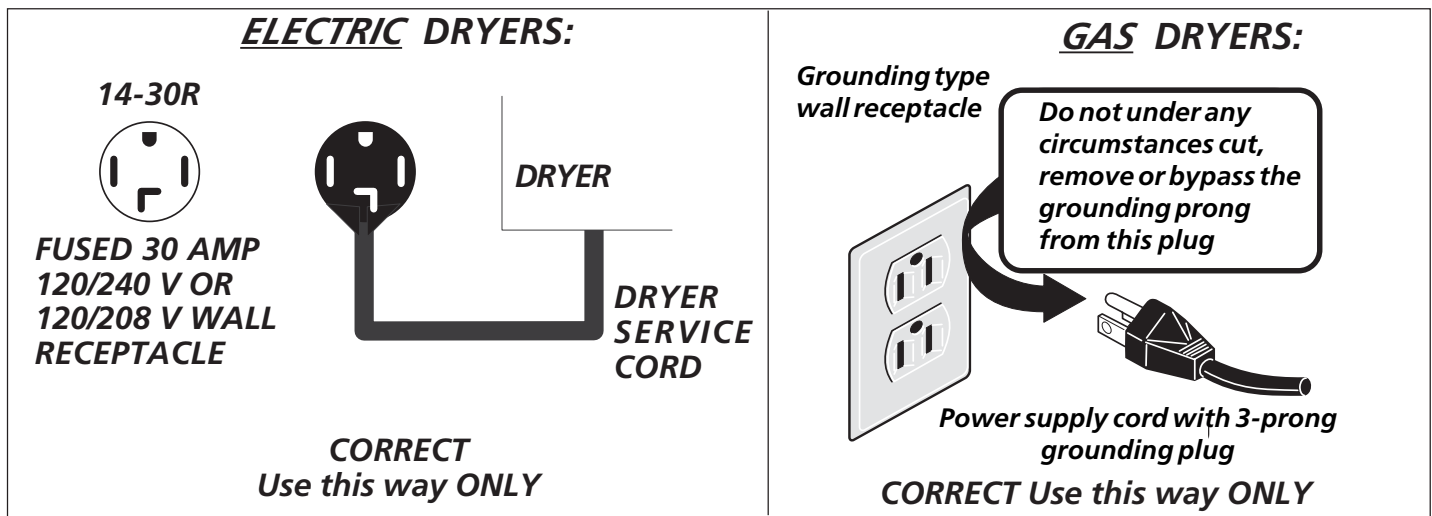 ELECTRIC DRYERS:
14-30R
FUSED 30 AMP
120/240 V OR
120/208 V WALL
RECEPTACLE
DRYER
DRYER
SERVICE
CORD
CORRECT
Use this way ONLY
GAS DRYERS:
Grounding type
wall receptacle
Do not under any
circumstances cut,
remove or bypass the
grounding prong
from this plug
Power supply cord with 3-prong
grounding plug
CORRECT Use this way ONLY